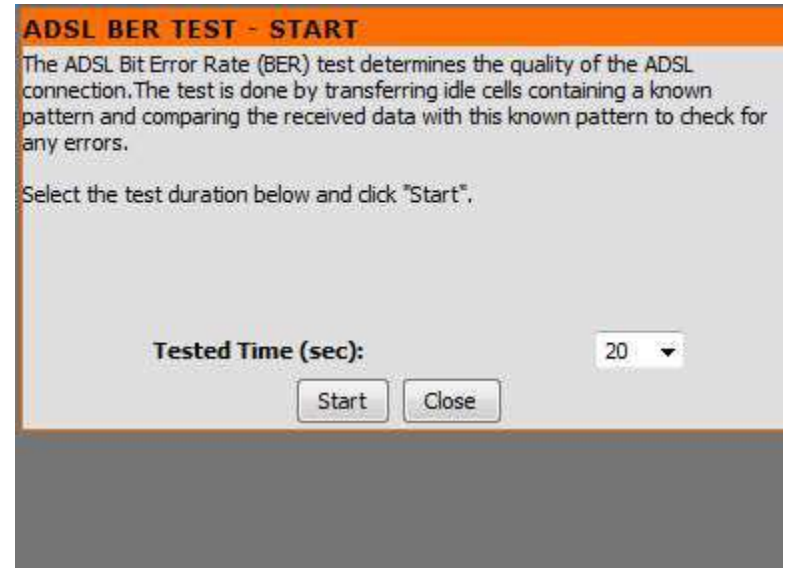 ADSL BER TEST - START
The ADSL Bit Error Rate (BER) test determines the quality of the ADSL
connection.The test is done by transferring idle cells containing a known
pattern and comparing the received data with this known pattern to check for
any errors.
Select the test duration below and click "Start".
Tested Time (sec): 20
Start Close